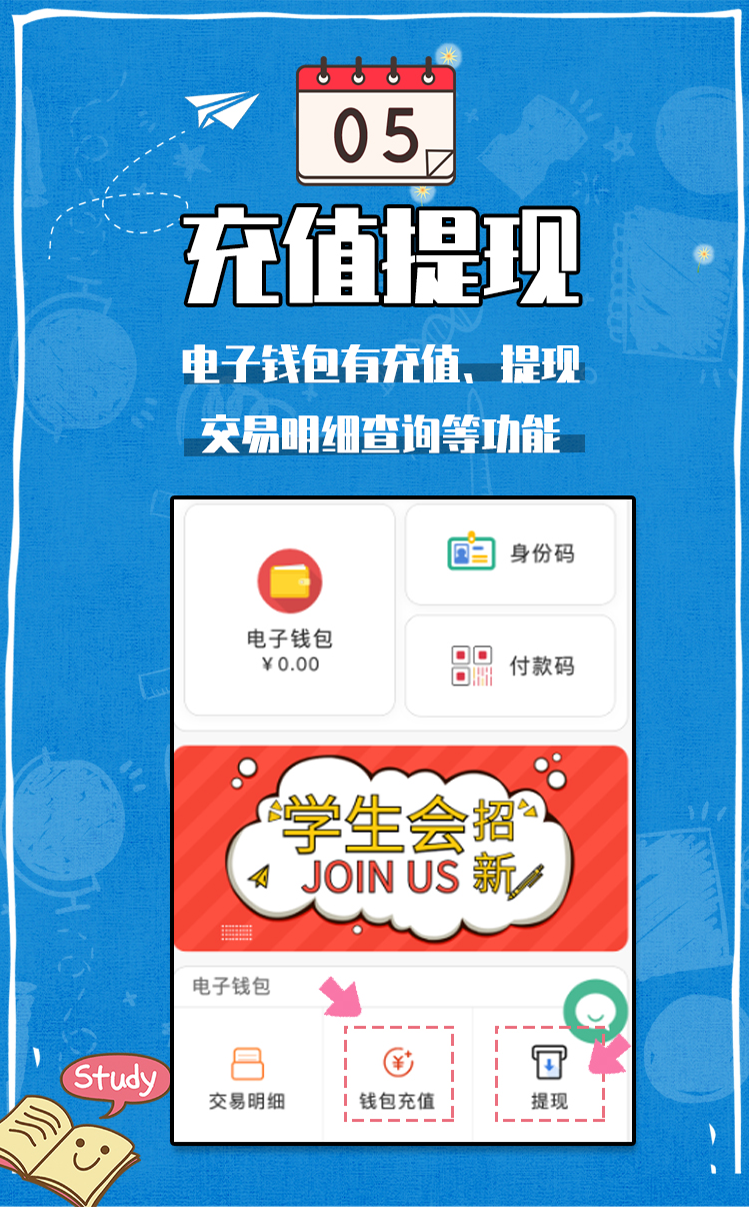 05
充值提现
电子钱包有充值、提现
交易明细查询等功能
身份码
电子钱包
¥0.00
付款码
学生会招新
JOIN US
电子钱包
交易明细
钱包充值
提现
Study